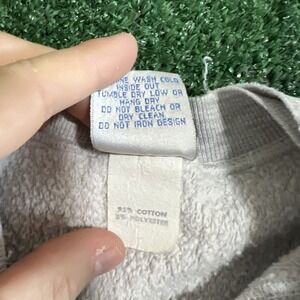 WASH COLD
INSIDE OUT
TUMBLE DRY LOW OR
HANG DRY
DO NOT BLEACH OR
DRY CLEAN
DO NOT IRON DESIGN
COTTON
POLYESTER